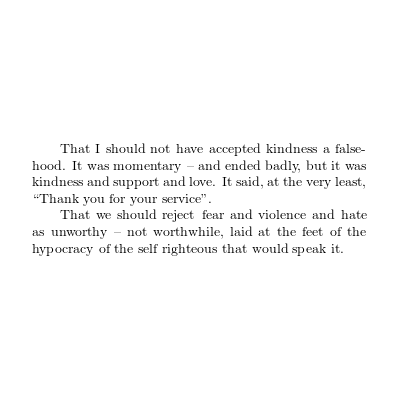 That I should not have accepted kindness a false-
hood. It was momentary – and ended badly, but it was
kindness and support and love. It said, at the very least,
“Thank you for your service”.
That we should reject fear and violence and hate
as unworthy – not worthwhile, laid at the feet of the
hypocracy of the self righteous that would speak it.